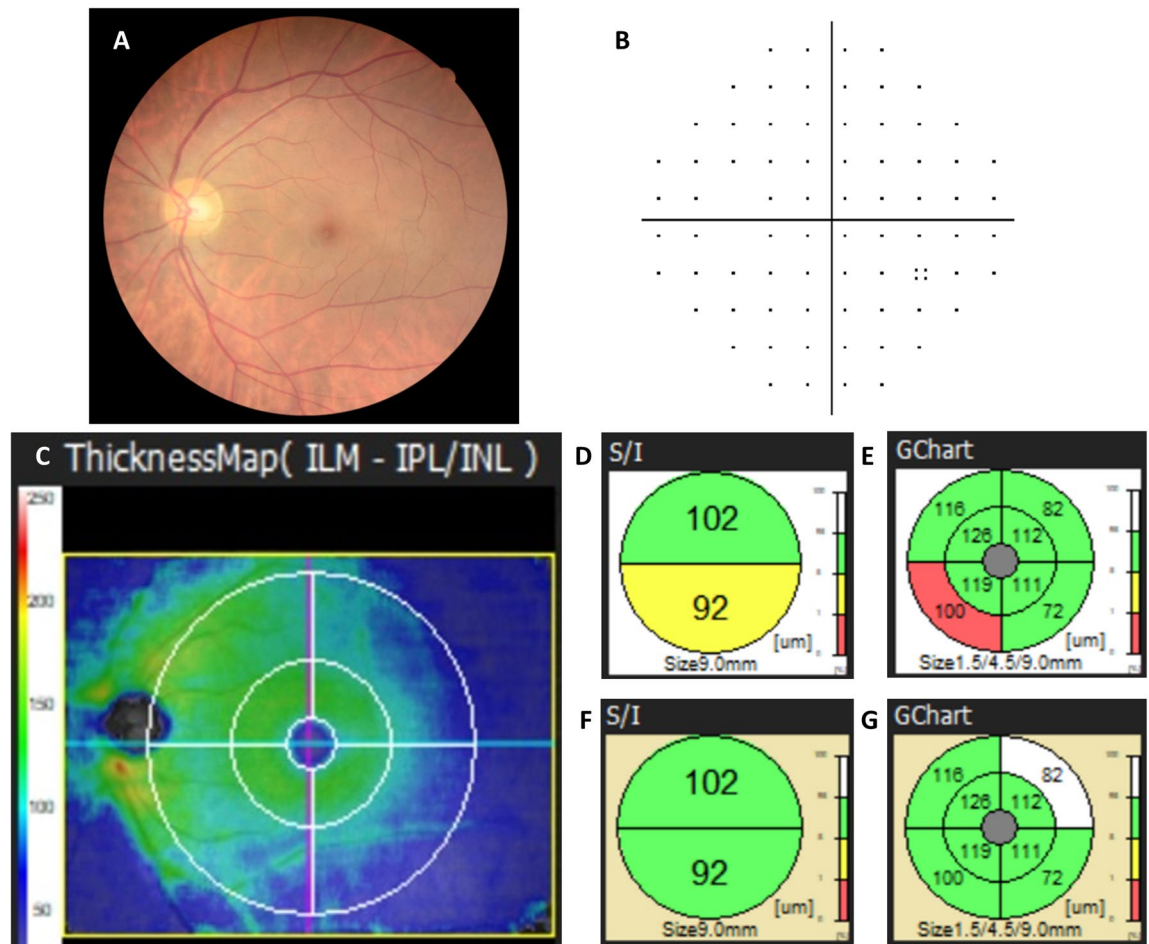 A
B
C ThicknessMap( ILM - IPL/INL )
250
200
150
100
50
D S/I
102
92
[um]
Size9.0mm
E GChart
116 82
126 112
119 111
100 72
[um]
Size1.5/4.5/9.0mm
F S/I
102
92
[um]
Size9.0mm
G GChart
116 82
126 112
119 111
100 72
[um]
Size1.5/4.5/9.0mm